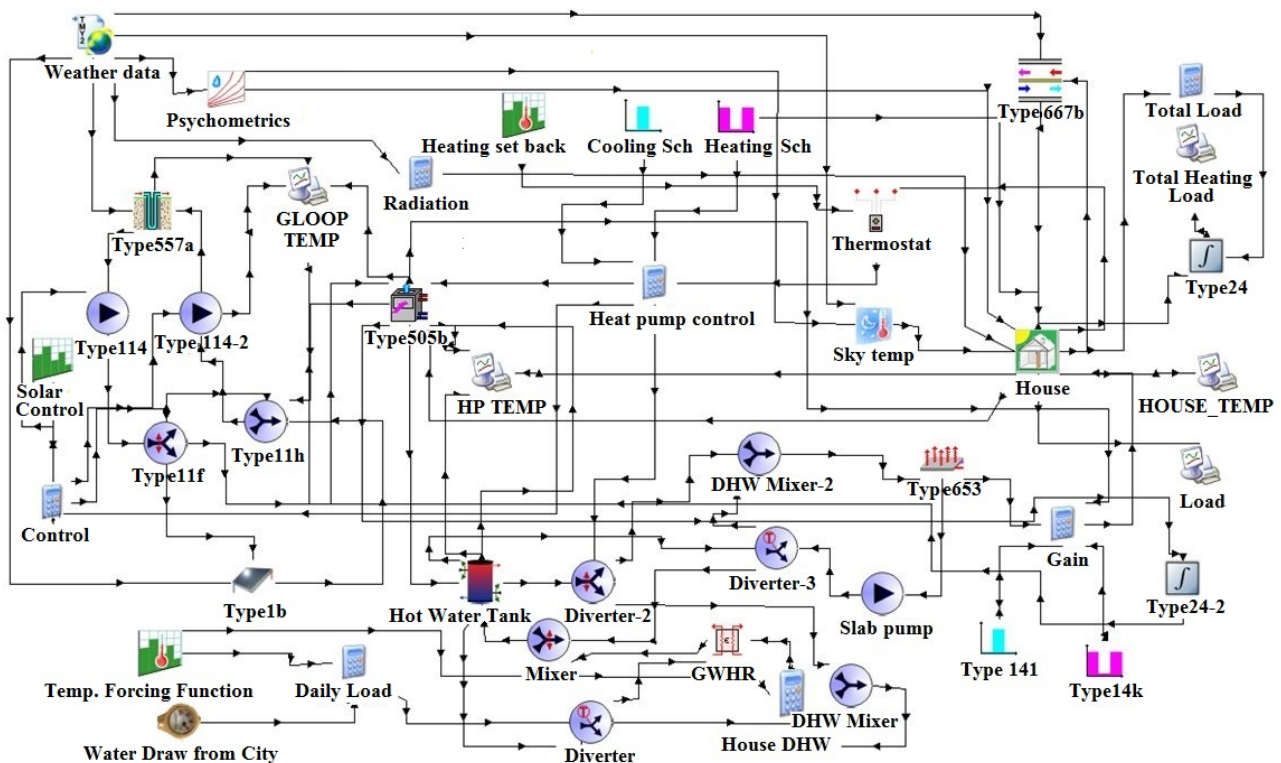 TMY2
Weather data
Psychometrics
Heating set back
Cooling Sch
Heating Sch
Type 667b
Total Load
Total Heating
Load
Radiation
GLOOP
TEMP
Type557a
Thermostat
Type24
Type114
Type114-2
Type505b
Heat pump control
Sky temp
House
Solar
Control
HP TEMP
HOUSE_TEMP
Type11f
Type11h
DHW Mixer-2
Type653
Load
Control
Gain
Type1b
Hot Water Tank
Diverter-2
Diverter-3
Slab pump
Type24-2
Temp. Forcing Function
Daily Load
Mixer
GWHR
Type 141
Type14k
DHW Mixer
House DHW
Water Draw from City
Diverter